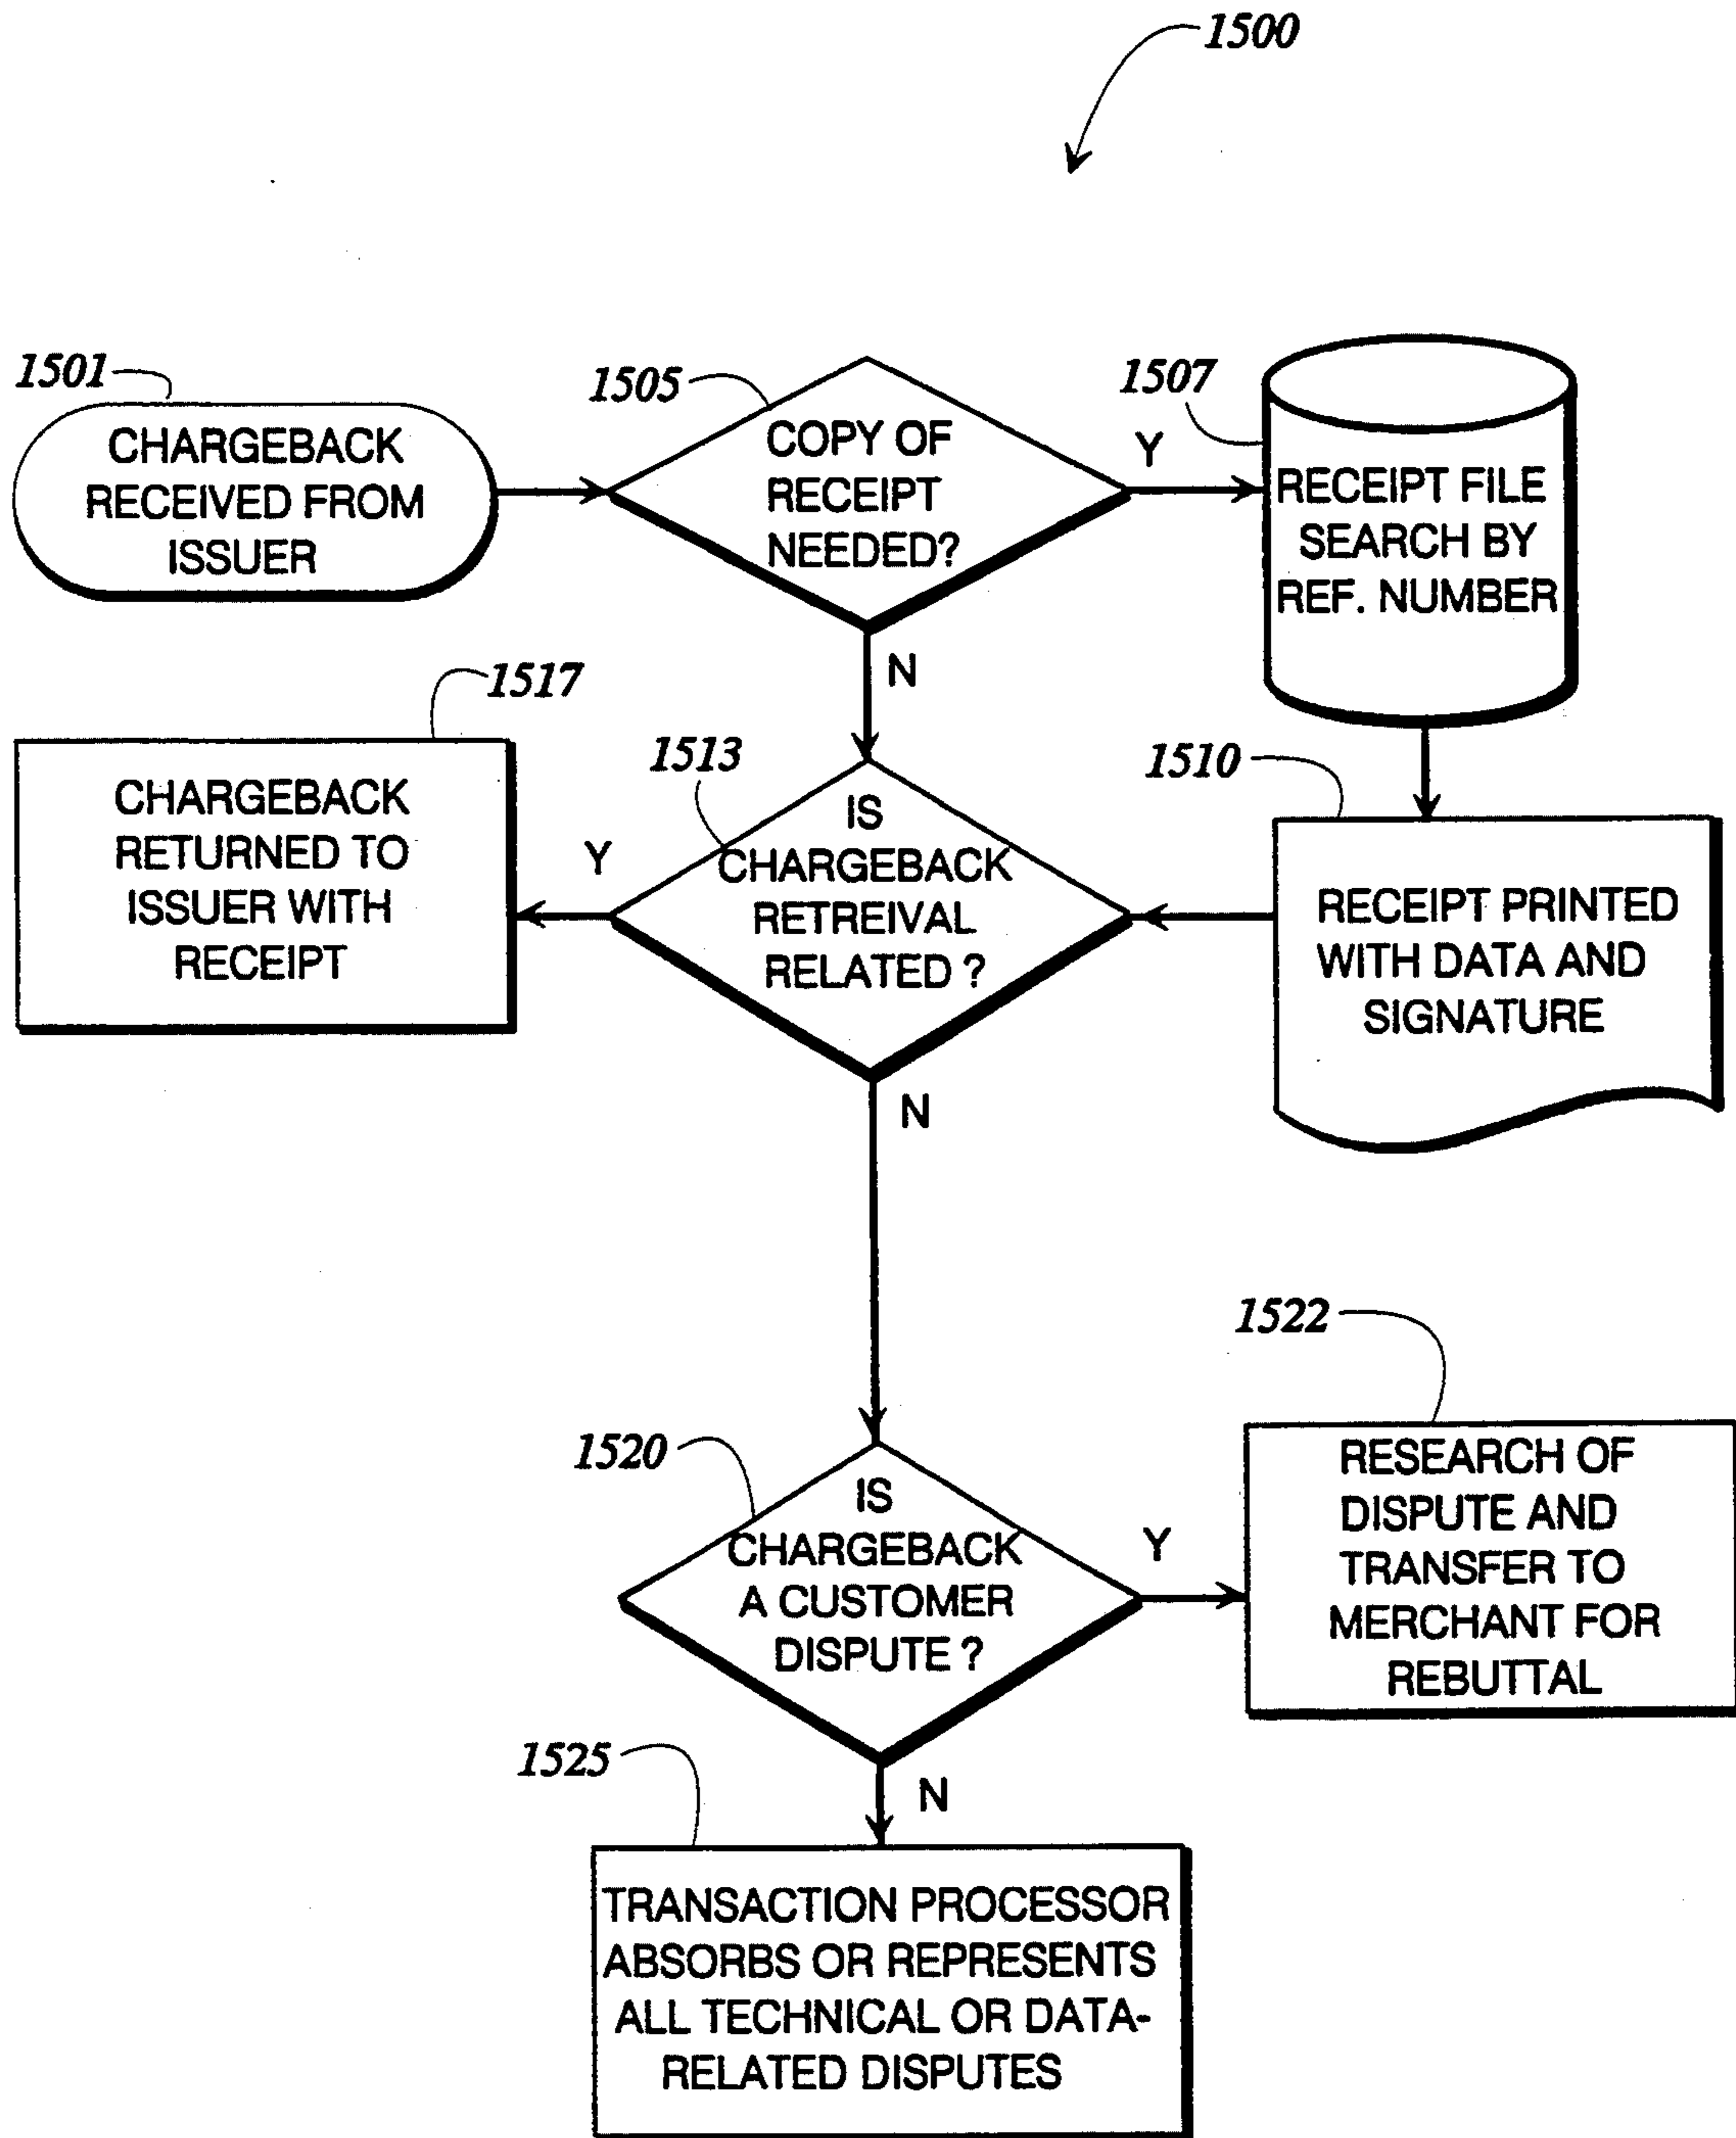 1500
1501
CHARGEBACK
RECEIVED FROM
ISSUER
1505
COPY OF
RECEIPT
NEEDED?
Y
N
1507
RECEIPT FILE
SEARCH BY
REF. NUMBER
1517
CHARGEBACK
RETURNED TO
ISSUER WITH
RECEIPT
1513
IS
CHARGEBACK
RETREIVAL
RELATED ?
Y
N
1510
RECEIPT PRINTED
WITH DATA AND
SIGNATURE
1520
IS
CHARGEBACK
A CUSTOMER
DISPUTE ?
Y
N
1522
RESEARCH OF
DISPUTE AND
TRANSFER TO
MERCHANT FOR
REBUTTAL
1525
TRANSACTION PROCESSOR
ABSORBS OR REPRESENTS
ALL TECHNICAL OR DATA-
RELATED DISPUTES